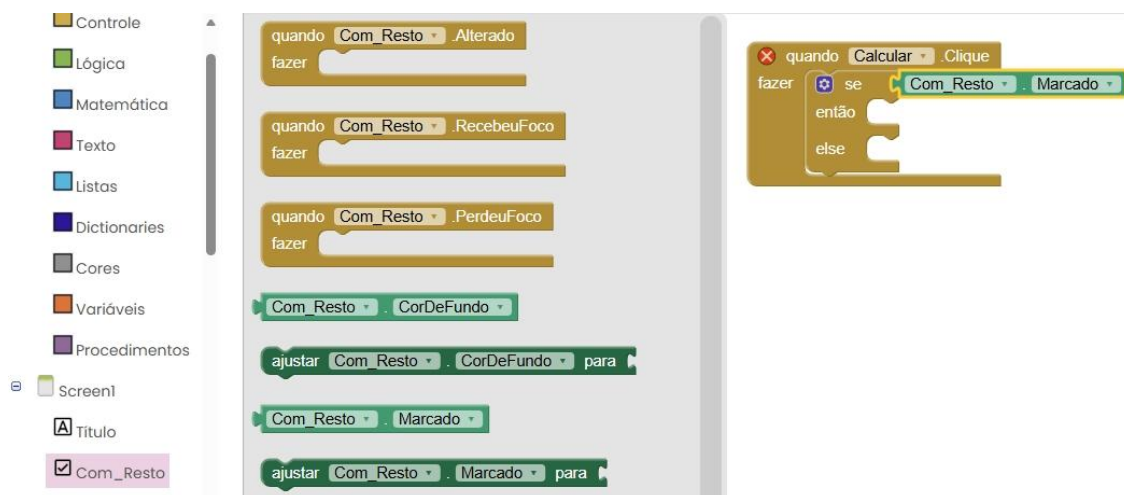 Controle
Lógica
Matemática
Texto
Listas
Dictionaries
Cores
Variáveis
Procedimentos
Screen1
Titulo
Com_Resto
quando Com_Resto .Alterado
fazer
quando Com_Resto .RecebeuFoco
fazer
quando Com_Resto .PerdeuFoco
fazer
Com_Resto . CorDeFundo
ajustar Com_Resto . CorDeFundo para
Com_Resto . Marcado
ajustar Com_Resto . Marcado para
quando Calcular .Clique
fazer se Com_Resto . Marcado
então
else